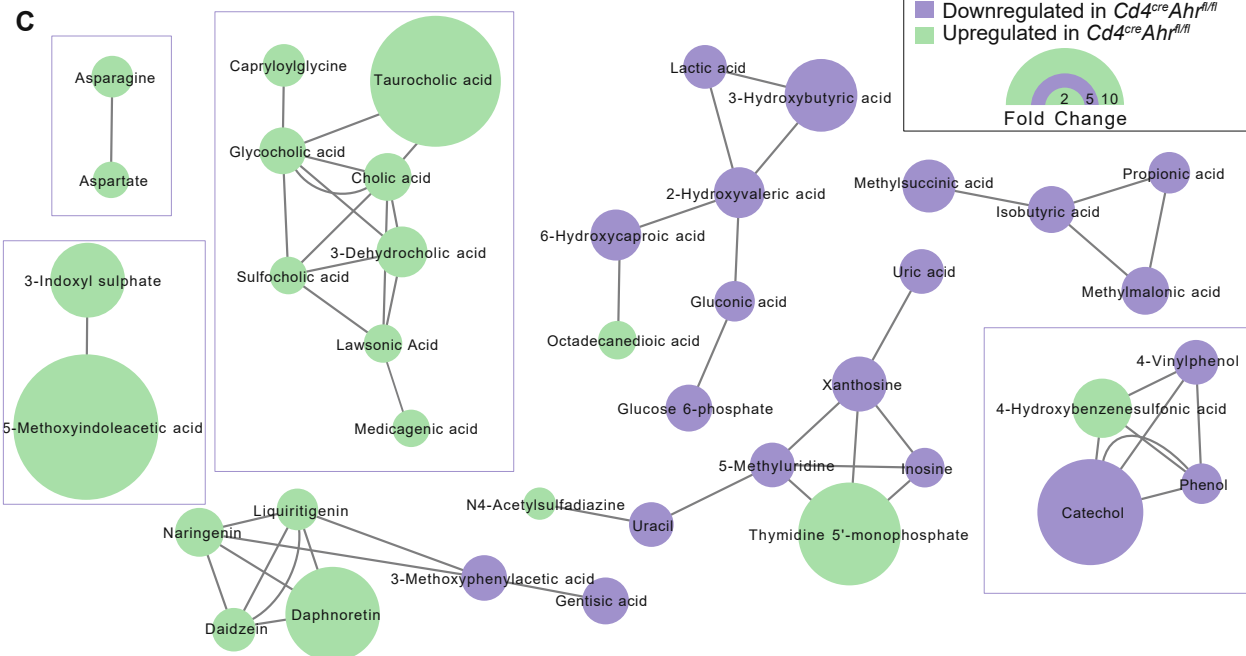 C
Downregulated in Cd4creAhrfl/fl
Upregulated in Cd4creAhrfl/fl
2 5 10
Fold Change
Asparagine
Aspartate
3-Indoxyl sulphate
5-Methoxyindoleacetic acid
Capryloylglycine
Taurocholic acid
Glycocholic acid
Cholic acid
3-Dehydrocholic acid
Sulfocholic acid
Lawsonic Acid
Medicagenic acid
Lactic acid
3-Hydroxybutyric acid
2-Hydroxyvaleric acid
6-Hydroxycaproic acid
Gluconic acid
Octadecanedioic acid
Glucose 6-phosphate
Methylsuccinic acid
Propionic acid
Isobutyric acid
Methylmalonic acid
Uric acid
Xanthosine
5-Methyluridine
Inosine
N4-Acetylsulfadiazine
Uracil
Thymidine 5'-monophosphate
4-Vinylphenol
4-Hydroxybenzenesulfonic acid
Phenol
Catechol
Liquiritigenin
Naringenin
3-Methoxyphenylacetic acid
Gentisic acid
Daphnoretin
Daidzein